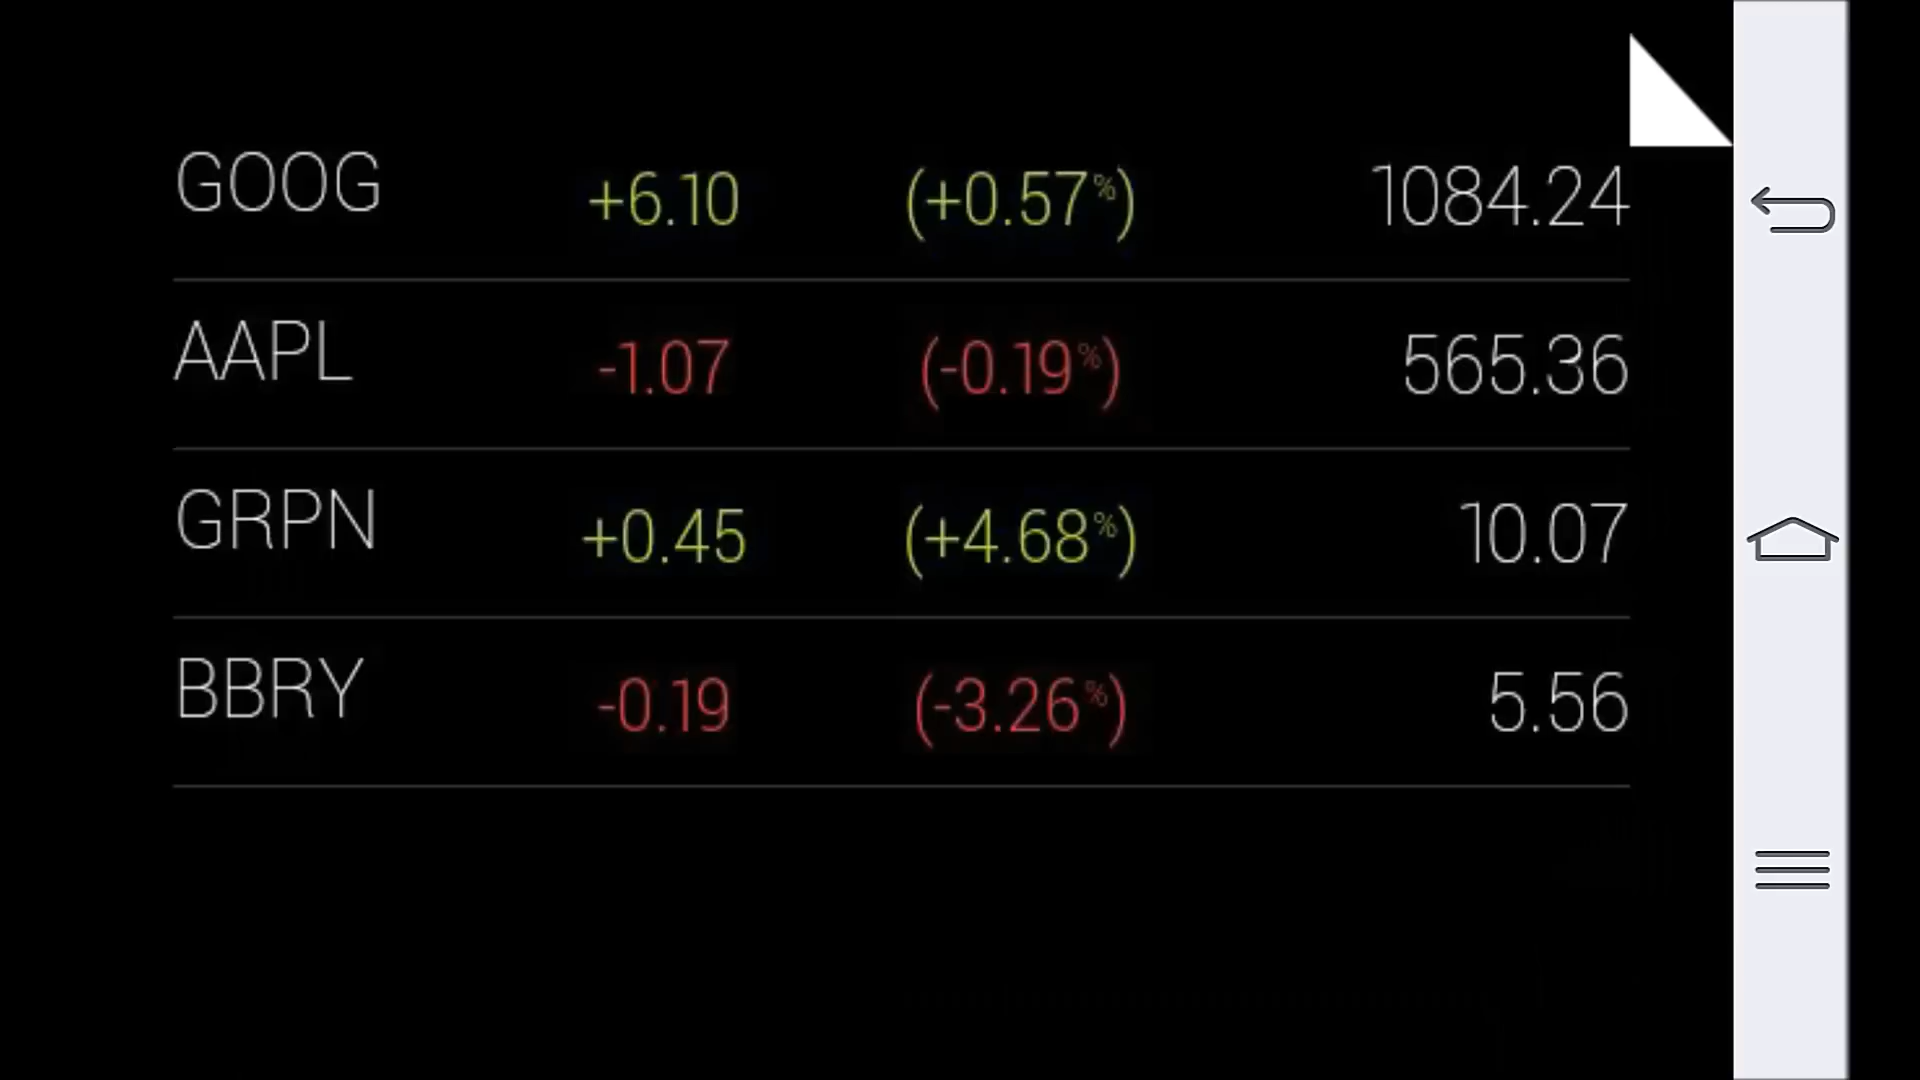 GOOG +6.10 (+0.57%) 1084.24
AAPL -1.07 (-0.19%) 565.36
GRPN +0.45 (+4.68%) 10.07
BBRY -0.19 (-3.26%) 5.56